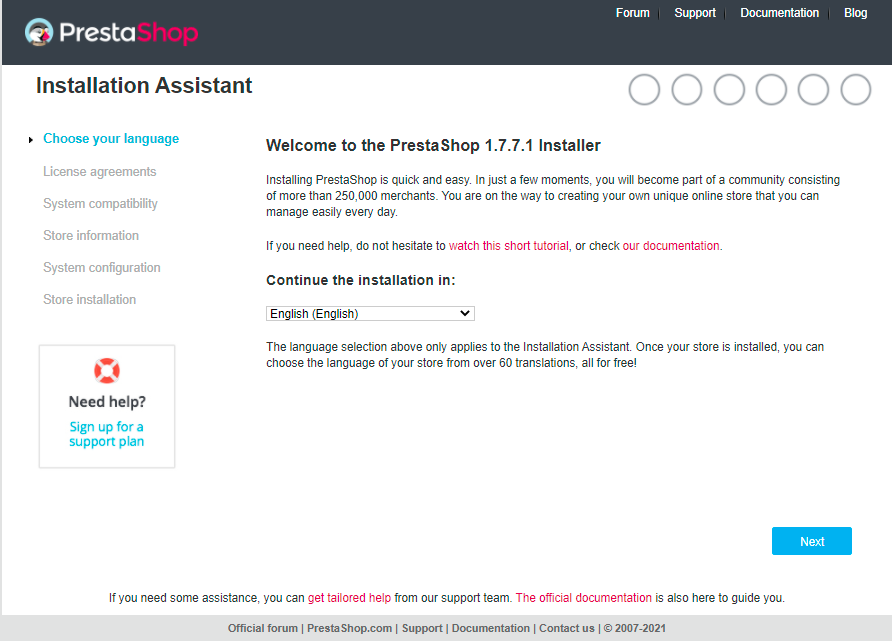 PrestaShop
Forum
Support
Documentation
Blog
Installation Assistant
Choose your language
License agreements
System compatibility
Store information
System configuration
Store installation
Need help?
Sign up for a
support plan
Welcome to the PrestaShop 1.7.7.1 Installer
Installing PrestaShop is quick and easy. In just a few moments, you will become part of a community consisting
of more than 250,000 merchants. You are on the way to creating your own unique online store that you can
manage easily every day.
If you need help, do not hesitate to watch this short tutorial, or check our documentation.
Continue the installation in:
English (English)
The language selection above only applies to the Installation Assistant. Once your store is installed, you can
choose the language of your store from over 60 translations, all for free!
Next
If you need some assistance, you can get tailored help from our support team. The official documentation is also here to guide you.
Official forum | PrestaShop.com | Support | Documentation | Contact us | © 2007-2021